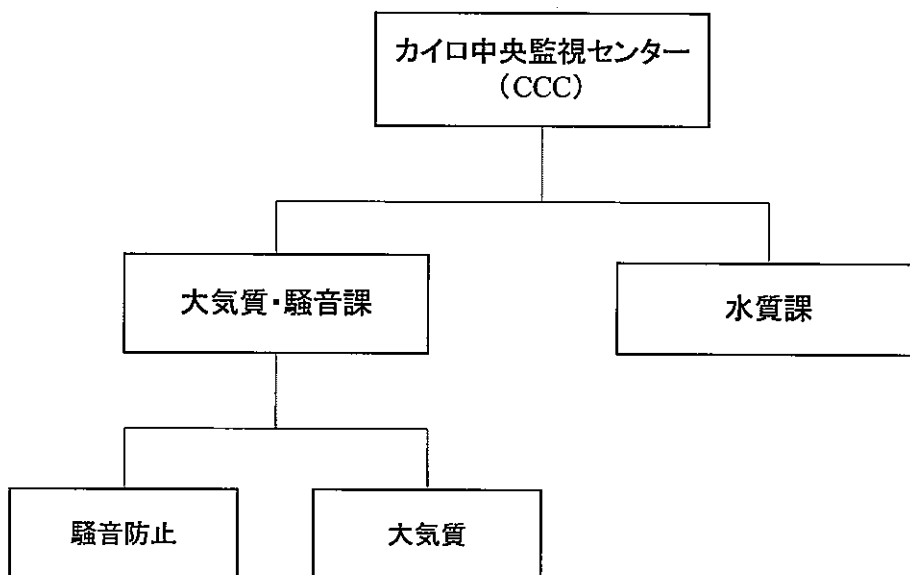 カイロ中央監視センター
（CCC）
大気質・騒音課
水質課
騒音防止
大気質